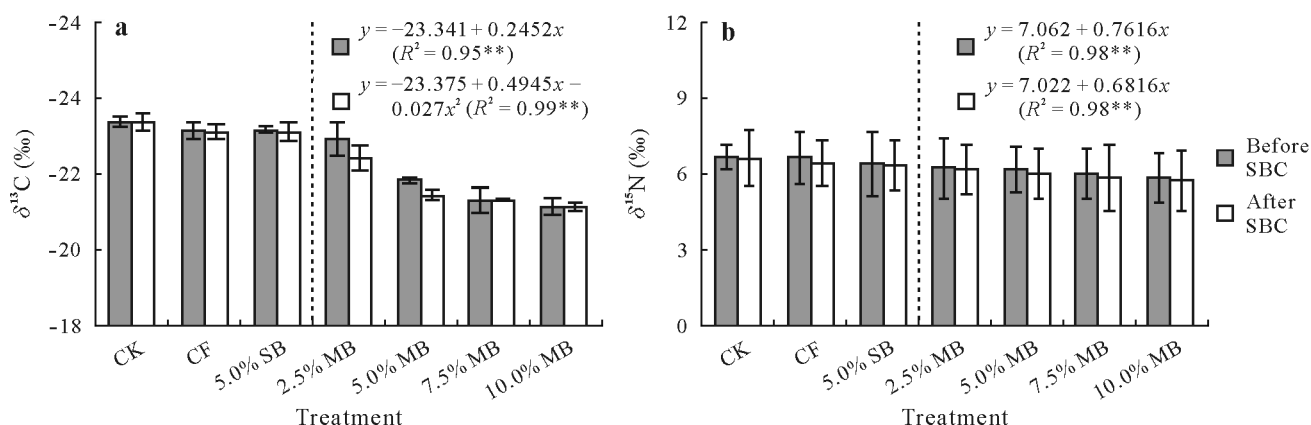 a
y = −23.341 + 0.2452x
(R² = 0.95**)
y = −23.375 + 0.4945x −
0.027x² (R² = 0.99**)
-24
-24
-22
-20
-18
δ¹³C (‰)
CK
CF
5.0% SB
2.5% MB
5.0% MB
7.5% MB
10.0% MB
Treatment
b
y = 7.062 + 0.7616x
(R² = 0.98**)
y = 7.022 + 0.6816x
(R² = 0.98**)
12
9
6
3
0
δ¹⁵N (‰)
CK
CF
5.0% SB
2.5% MB
5.0% MB
7.5% MB
10.0% MB
Treatment
Before
SBC
After
SBC